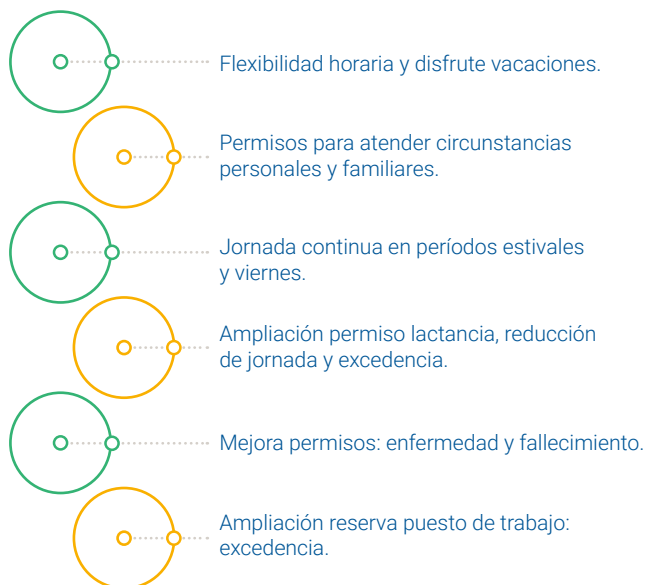 Flexibilidad horaria y disfrute vacaciones.
Permisos para atender circunstancias
personales y familiares.
Jornada continua en períodos estivales
y viernes.
Ampliación permiso lactancia, reducción
de jornada y excedencia.
Mejora permisos: enfermedad y fallecimiento.
Ampliación reserva puesto de trabajo:
excedencia.